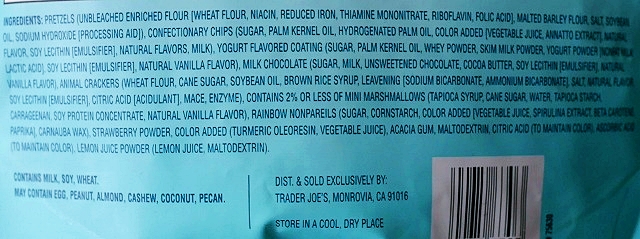 INGREDIENTS: PRETZELS (UNBLEACHED ENRICHED FLOUR [WHEAT FLOUR, NIACIN, REDUCED IRON, THIAMINE MONONITRATE, RIBOFLAVIN, FOLIC ACID], MALTED BARLEY FLOUR, SALT, SOYBEAN
OIL, SODIUM HYDROXIDE [PROCESSING AID]), CONFECTIONARY CHIPS (SUGAR, PALM KERNEL OIL, HYDROGENATED PALM OIL, COLOR ADDED [VEGETABLE JUICE, ANNATTO EXTRACT], NATURAL
FLAVOR, SOY LECITHIN [EMULSIFIER], NATURAL FLAVORS, MILK), YOGURT FLAVORED COATING (SUGAR, PALM KERNEL OIL, WHEY POWDER, SKIM MILK POWDER, YOGURT POWDER [NONFAT MILK,
LACTIC ACID], SOY LECITHIN [EMULSIFIER], NATURAL VANILLA FLAVOR), MILK CHOCOLATE (SUGAR, MILK, UNSWEETENED CHOCOLATE, COCOA BUTTER, SOY LECITHIN [EMULSIFIER], NATURAL
VANILLA FLAVOR), ANIMAL CRACKERS (WHEAT FLOUR, CANE SUGAR, SOYBEAN OIL, BROWN RICE SYRUP, LEAVENING [SODIUM BICARBONATE, AMMONIUM BICARBONATE], SALT, NATURAL FLAVOR,
SOY LECITHIN [EMULSIFIER], CITRIC ACID [ACIDULANT], MACE, ENZYME), CONTAINS 2% OR LESS OF MINI MARSHMALLOWS (TAPIOCA SYRUP, CANE SUGAR, WATER, TAPIOCA STARCH,
CARRAGEENAN, SOY PROTEIN CONCENTRATE, NATURAL VANILLA FLAVOR), RAINBOW NONPAREILS (SUGAR, CORNSTARCH, COLOR ADDED [VEGETABLE JUICE, SPIRULINA EXTRACT, BETA CAROTENE,
PAPRIKA], CARNAUBA WAX), STRAWBERRY POWDER, COLOR ADDED (TURMERIC OLEORESIN, VEGETABLE JUICE), ACACIA GUM, MALTODEXTRIN, CITRIC ACID (TO MAINTAIN COLOR), ASCORBIC ACID
(TO MAINTAIN COLOR), LEMON JUICE POWDER (LEMON JUICE, MALTODEXTRIN).
CONTAINS MILK, SOY, WHEAT.
MAY CONTAIN EGG, PEANUT, ALMOND, CASHEW, COCONUT, PECAN.
DIST. & SOLD EXCLUSIVELY BY:
TRADER JOE'S, MONROVIA, CA 91016
STORE IN A COOL, DRY PLACE